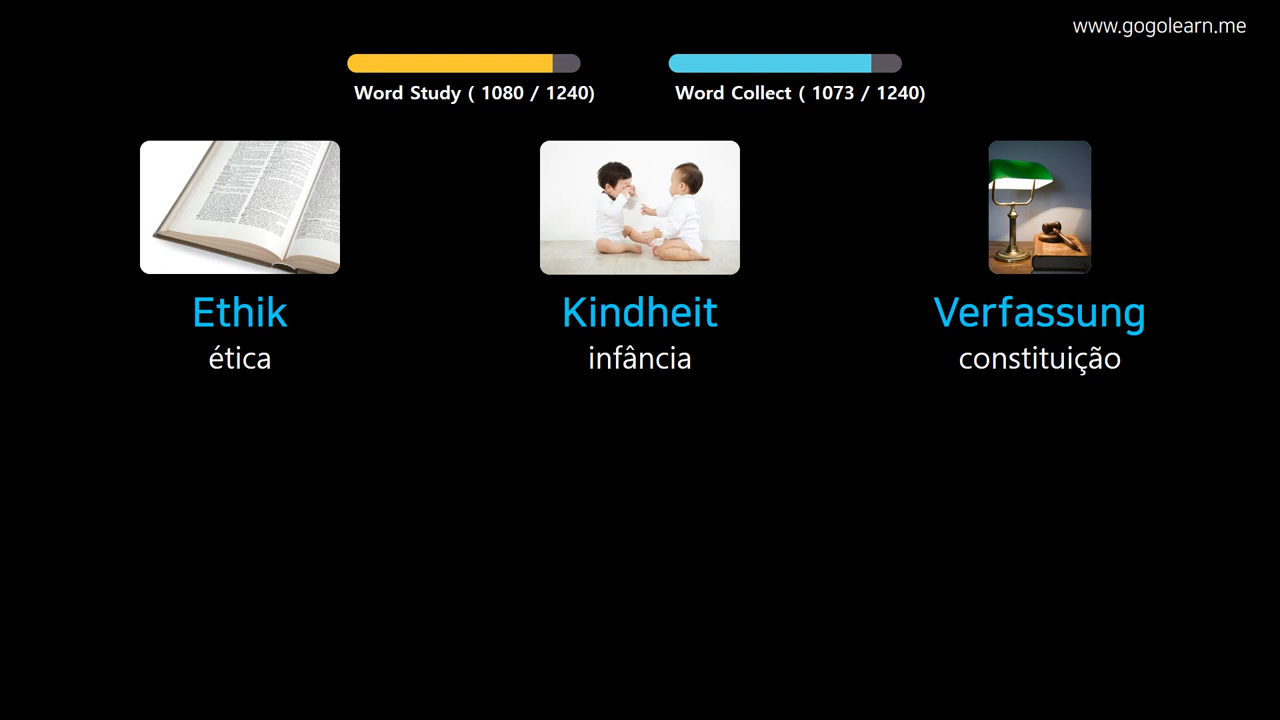 www.gogolearn.me
Word Study ( 1080 / 1240)
Word Collect ( 1073 / 1240)
Ethik
ética
Kindheit
infância
Verfassung
constituição